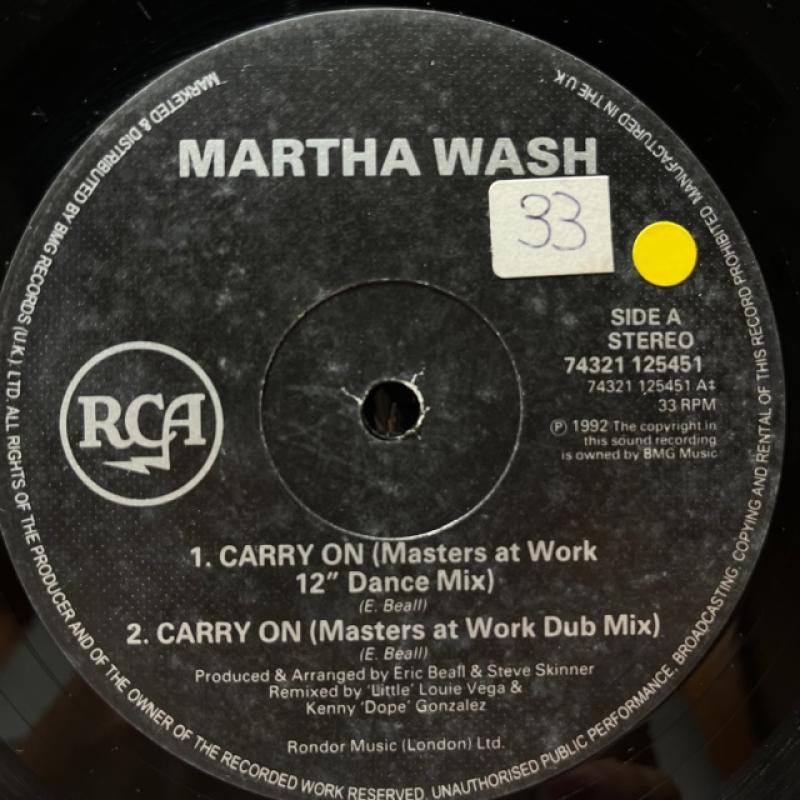 MARTHA WASH
33
SIDE A
STEREO
74321 125451
74321 125451 A‡
33 RPM
Ⓟ 1992 The copyright in
this sound recording
is owned by BMG Music
RCA
1. CARRY ON (Masters at Work
12" Dance Mix)
(E. Beall)
2. CARRY ON (Masters at Work Dub Mix)
(E. Beall)
Produced & Arranged by Eric Beall & Steve Skinner
Remixed by 'Little' Louie Vega &
Kenny 'Dope' Gonzalez
Rondor Music (London) Ltd.
MARKETED & DISTRIBUTED BY BMG RECORDS (U.K.) LTD. ALL RIGHTS OF THE PRODUCER AND OF THE OWNER OF THE RECORDED WORK RESERVED. UNAUTHORISED PUBLIC PERFORMANCE, BROADCASTING, COPYING AND RENTAL OF THIS RECORD PROHIBITED MANUFACTURED IN THE U.K.